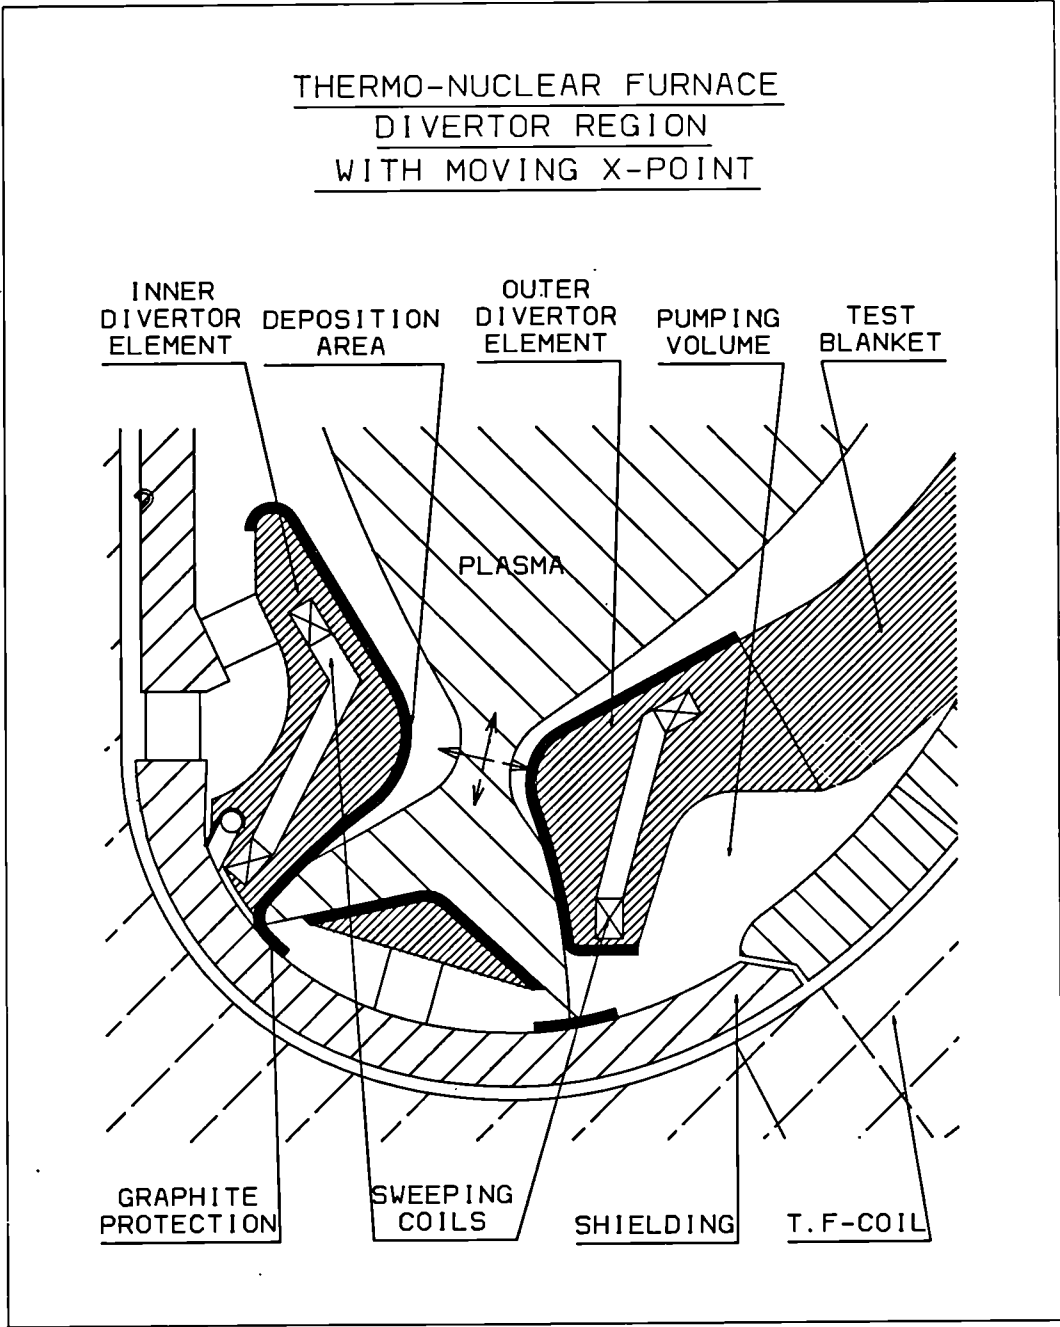 THERMO-NUCLEAR FURNACE
DIVERTOR REGION
WITH MOVING X-POINT
INNER
DIVERTOR
ELEMENT
DEPOSITION
AREA
OUTER
DIVERTOR
ELEMENT
PUMPING
VOLUME
TEST
BLANKET
PLASMA
GRAPHITE
PROTECTION
SWEEPING
COILS
SHIELDING
T.F-COIL